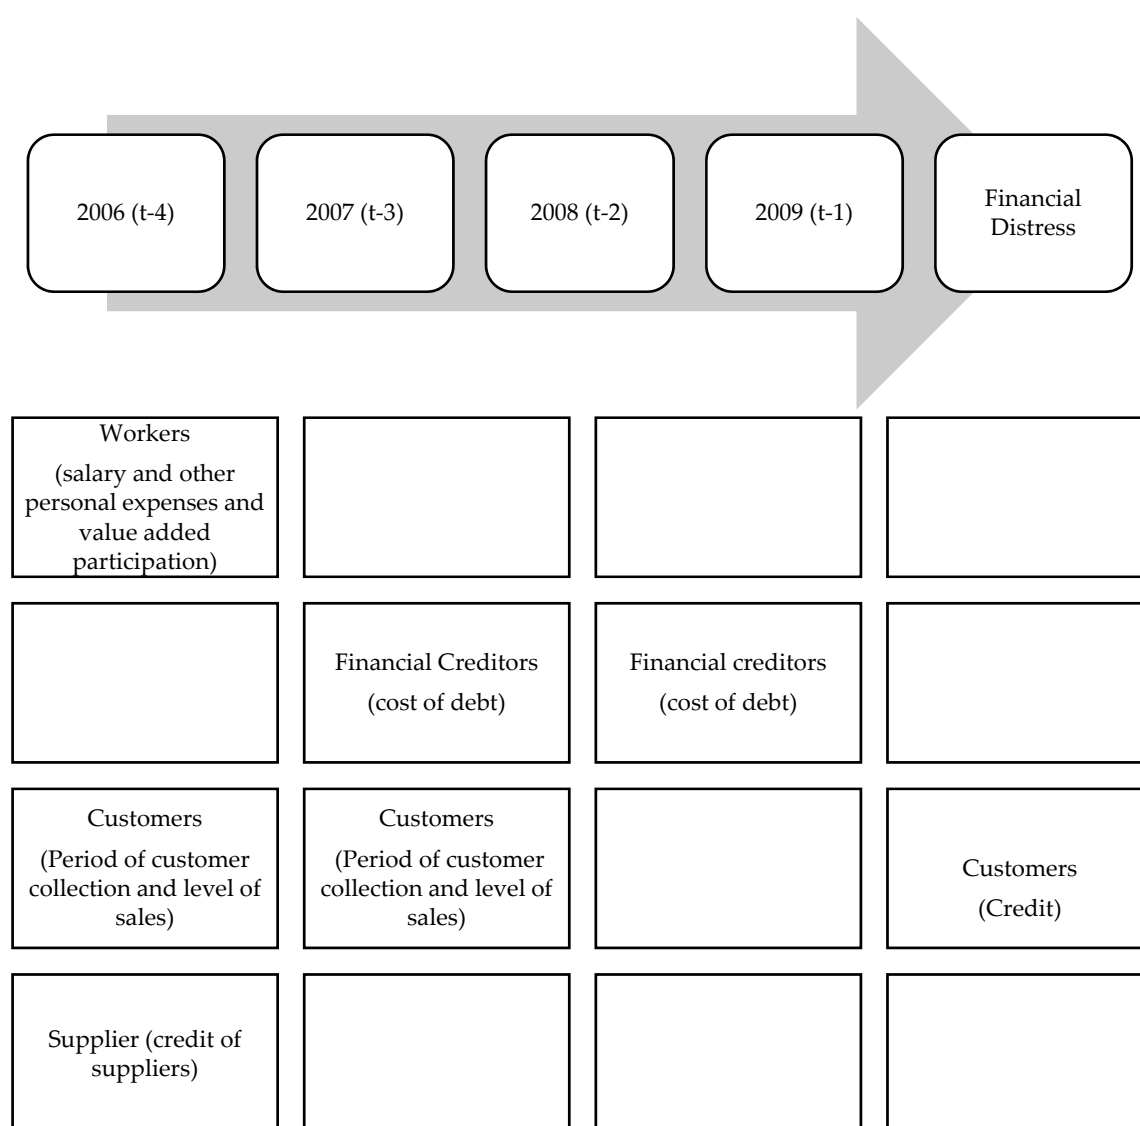 2006 (t-4)
2007 (t-3)
2008 (t-2)
2009 (t-1)
Financial
Distress
Workers
(salary and other
personal expenses and
value added
participation)
Financial Creditors
(cost of debt)
Financial creditors
(cost of debt)
Customers
(Period of customer
collection and level of
sales)
Customers
(Period of customer
collection and level of
sales)
Customers
(Credit)
Supplier (credit of
suppliers)